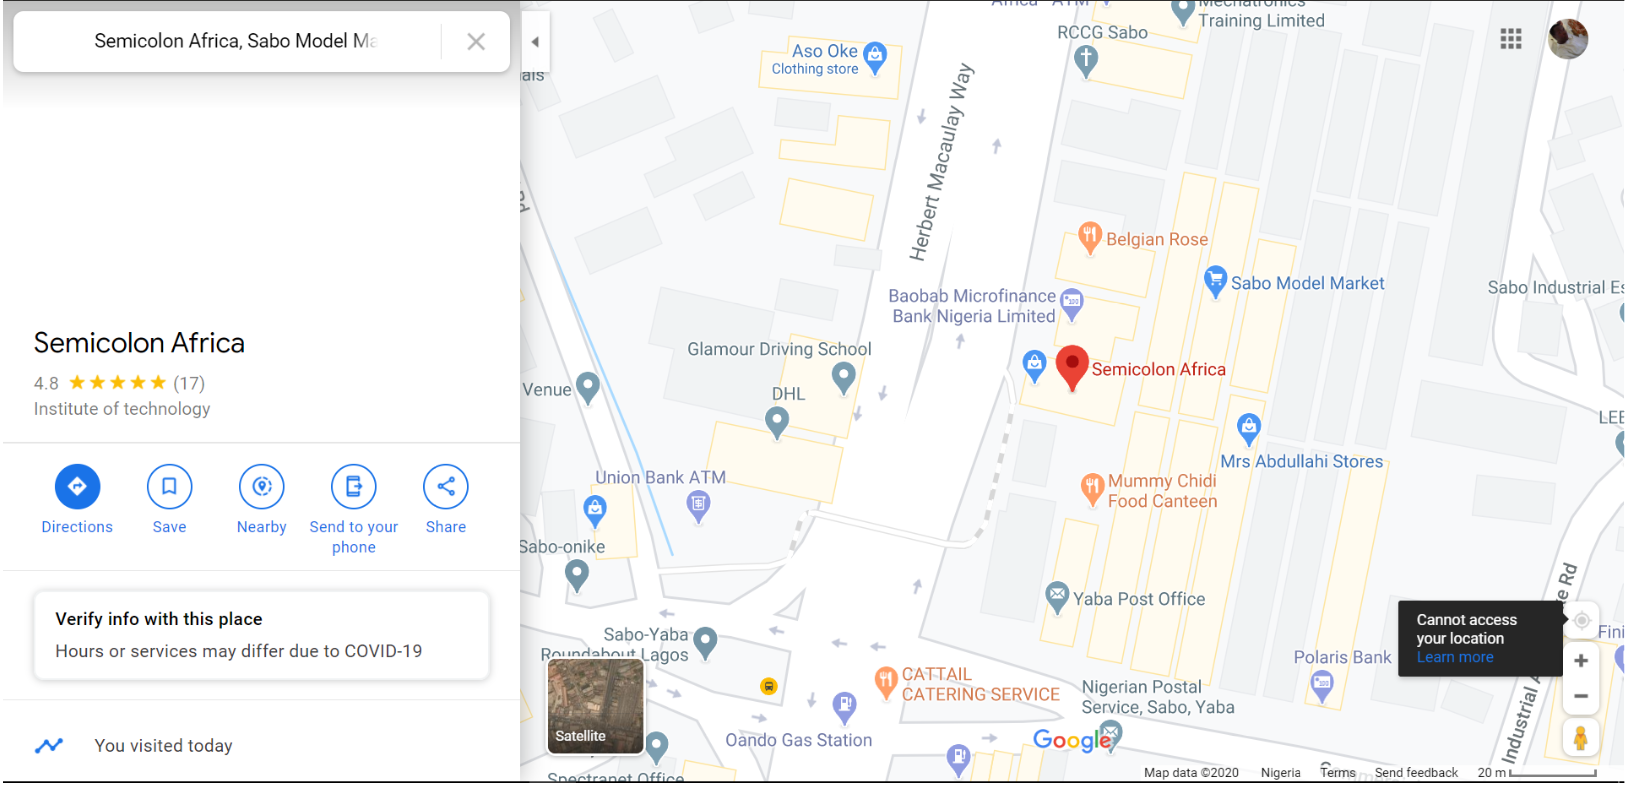 Semicolon Africa, Sabo Model Ma
Semicolon Africa
4.8 (17)
Institute of technology
Directions
Save
Nearby
Send to your
phone
Share
Verify info with this place
Hours or services may differ due to COVID-19
You visited today
Training Limited
RCCG Sabo
Aso Oke
Clothing store
Herbert Macaulay Way
Belgian Rose
Sabo Model Market
Sabo Industrial Es
Baobab Microfinance
Bank Nigeria Limited
Glamour Driving School
Semicolon Africa
Venue
DHL
LEE
Mrs Abdullahi Stores
Union Bank ATM
Mummy Chidi
Food Canteen
Sabo-onike
Yaba Post Office
Cannot access
your location
Learn more
Fini
Sabo-Yaba
Roundabout Lagos
Polaris Bank
CATTAIL
CATERING SERVICE
Nigerian Postal
Service, Sabo, Yaba
Industrial A
e Rd
Satellite
Oando Gas Station
Google
Spectranet Office
Map data ©2020 Nigeria Terms Send feedback 20 m